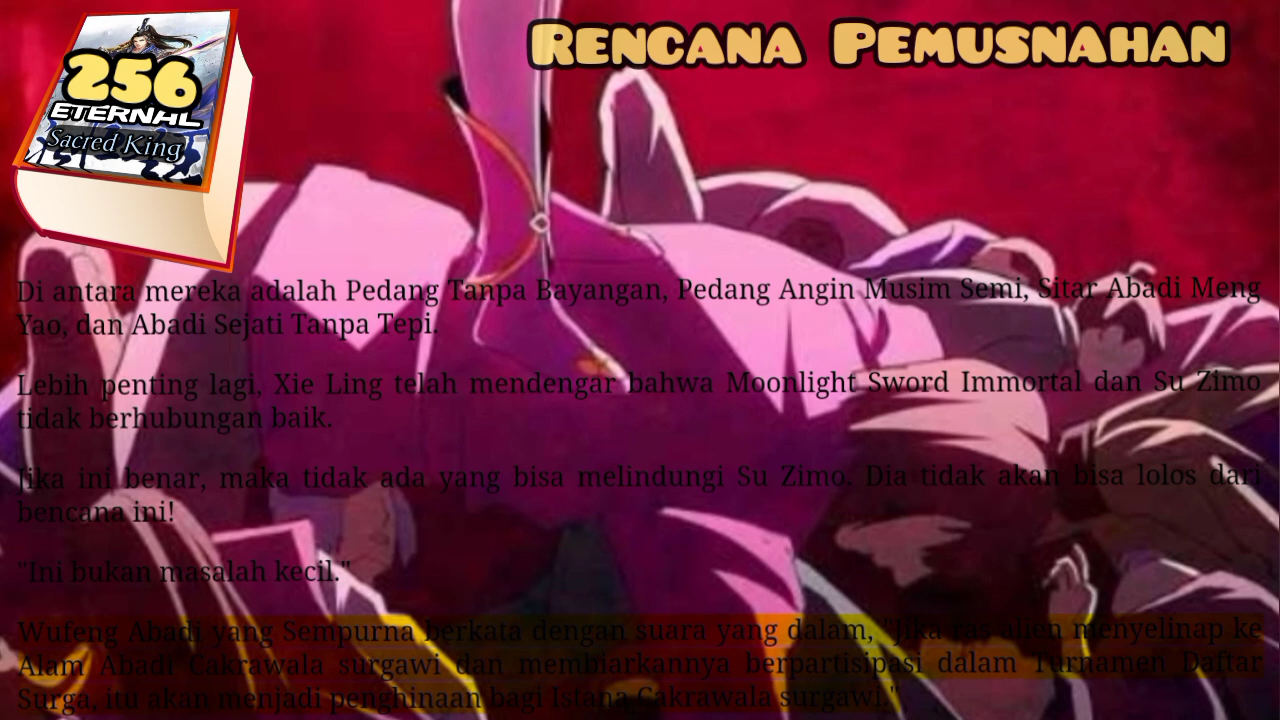 Rencana Pemusnahan
256
ETERNAL
Sacred King
Di antara mereka adalah Pedang Tanpa Bayangan, Pedang Angin Musim Semi, Sitar Abadi Meng
Yao, dan Abadi Sejati Tanpa Tepi.
Lebih penting lagi, Xie Ling telah mendengar bahwa Moonlight Sword Immortal dan Su Zimo
tidak berhubungan baik.
Jika ini benar, maka tidak ada yang bisa melindungi Su Zimo. Dia tidak akan bisa lolos dari
bencana ini!
"Ini bukan masalah kecil."
Wufeng Abadi yang Sempurna berkata dengan suara yang dalam, "Jika ras alien menyelinap ke
Alam Abadi Cakrawala surgawi dan membiarkannya berpartisipasi dalam Turnamen Daftar
Surga, itu akan menjadi penghinaan bagi Istana Cakrawala surgawi."